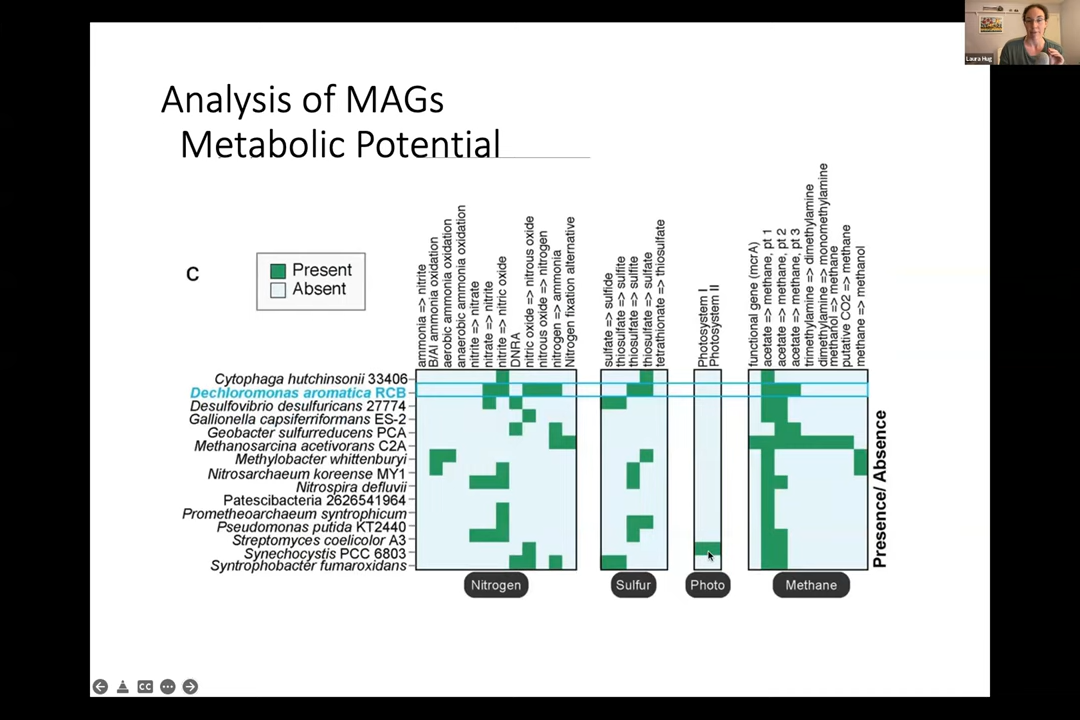 Laura Hug
Analysis of MAGs
Metabolic Potential
C
Present
Absent
ammonia => nitrite
B/AI ammonia oxidation
aerobic ammonia oxidation
anaerobic ammonia oxidation
nitrite => nitrate
nitrate => nitrite
nitrite => nitric oxide
DNRA
nitric oxide => nitrous oxide
nitrous oxide => nitrogen
nitrogen => ammonia
Nitrogen fixation alternative
sulfate => sulfide
thiosulfate => sulfite
thiosulfate => sulfite
thiosulfate => sulfate
tetrathionate => thiosulfate
Photosystem I
Photosystem II
functional gene (mcrA)
acetate => methane, pt 1
acetate => methane, pt 2
acetate => methane, pt 3
trimethylamine => dimethylamine
dimethylamine => monomethylamine
methanol => methane
putative CO2 => methane
methane => methanol
Cytophaga hutchinsonii 33406
Dechloromonas aromatica RCB
Desulfovibrio desulfuricans 27774
Gallionella capsiferriformans ES-2
Geobacter sulfurreducens PCA
Methanosarcina acetivorans C2A
Methylobacter whittenburyi
Nitrosarchaeum koreense MY1
Nitrospira defluvii
Patescibacteria 2626541964
Prometheoarchaeum syntrophicum
Pseudomonas putida KT2440
Streptomyces coelicolor A3
Synechocystis PCC 6803
Syntrophobacter fumaroxidans
Presence/ Absence
Nitrogen
Sulfur
Photo
Methane
CC